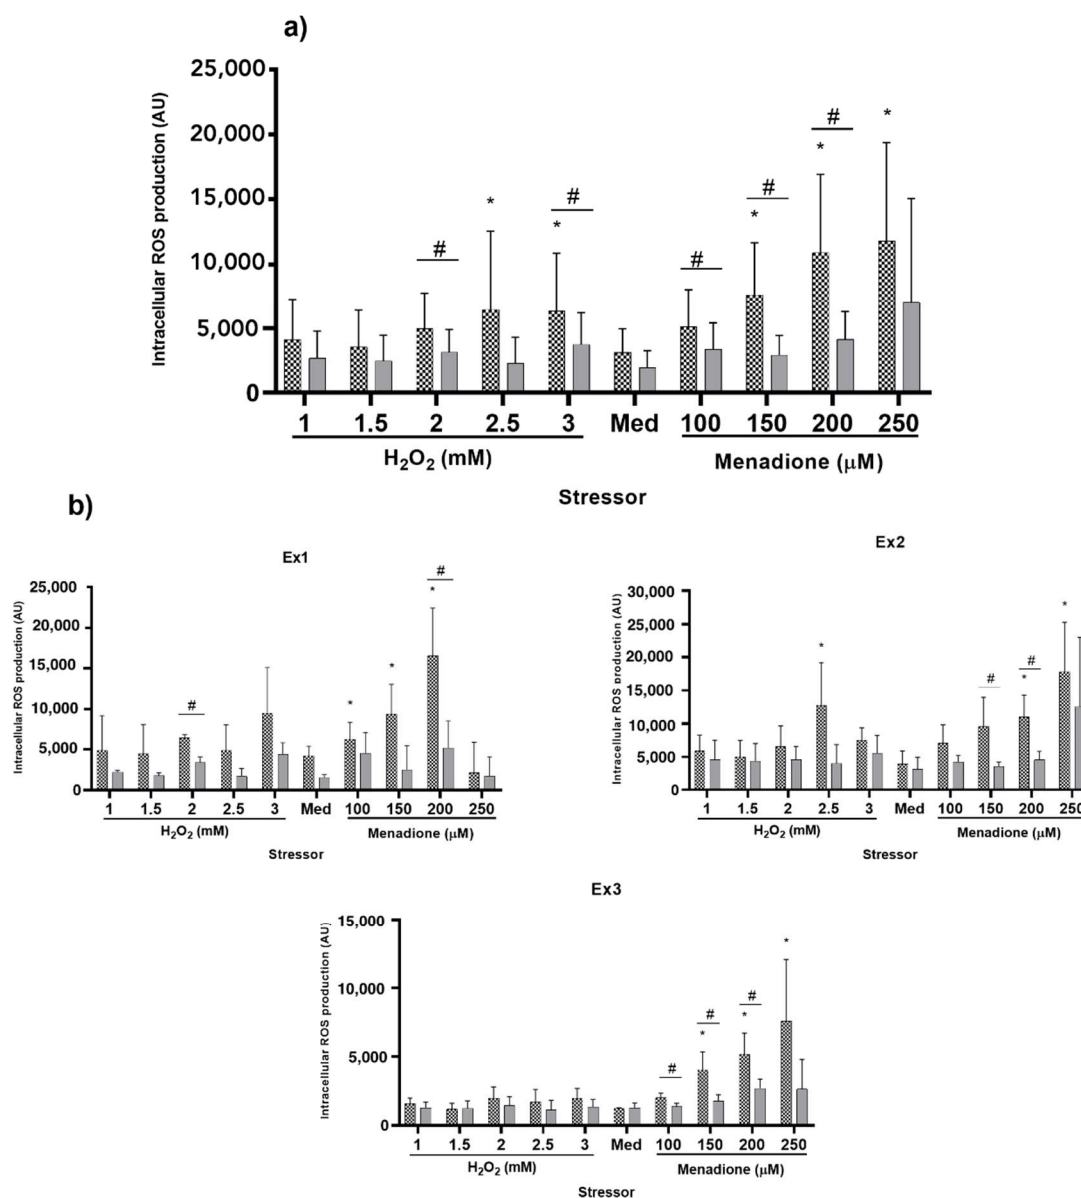 a)
Intracellular ROS production (AU)
25,000
20,000
15,000
10,000
5,000
0
#
*
*
#
#
*
#
*
#
*
1 1.5 2 2.5 3 Med 100 150 200 250
H₂O₂ (mM) Menadione (μM)
Stressor
b)
Ex1
Intracellular ROS production (AU)
25,000
20,000
15,000
10,000
5,000
0
#
*
*
#
*
1 1.5 2 2.5 3 Med 100 150 200 250
H₂O₂ (mM) Menadione (μM)
Stressor
Ex2
Intracellular ROS production (AU)
30,000
25,000
20,000
15,000
10,000
5,000
0
*
#
#
*
*
1 1.5 2 2.5 3 Med 100 150 200 250
H₂O₂ (mM) Menadione (μM)
Stressor
Ex3
Intracellular ROS production (AU)
15,000
10,000
5,000
0
#
#
*
#
*
*
1 1.5 2 2.5 3 Med 100 150 200 250
H₂O₂ (mM) Menadione (μM)
Stressor